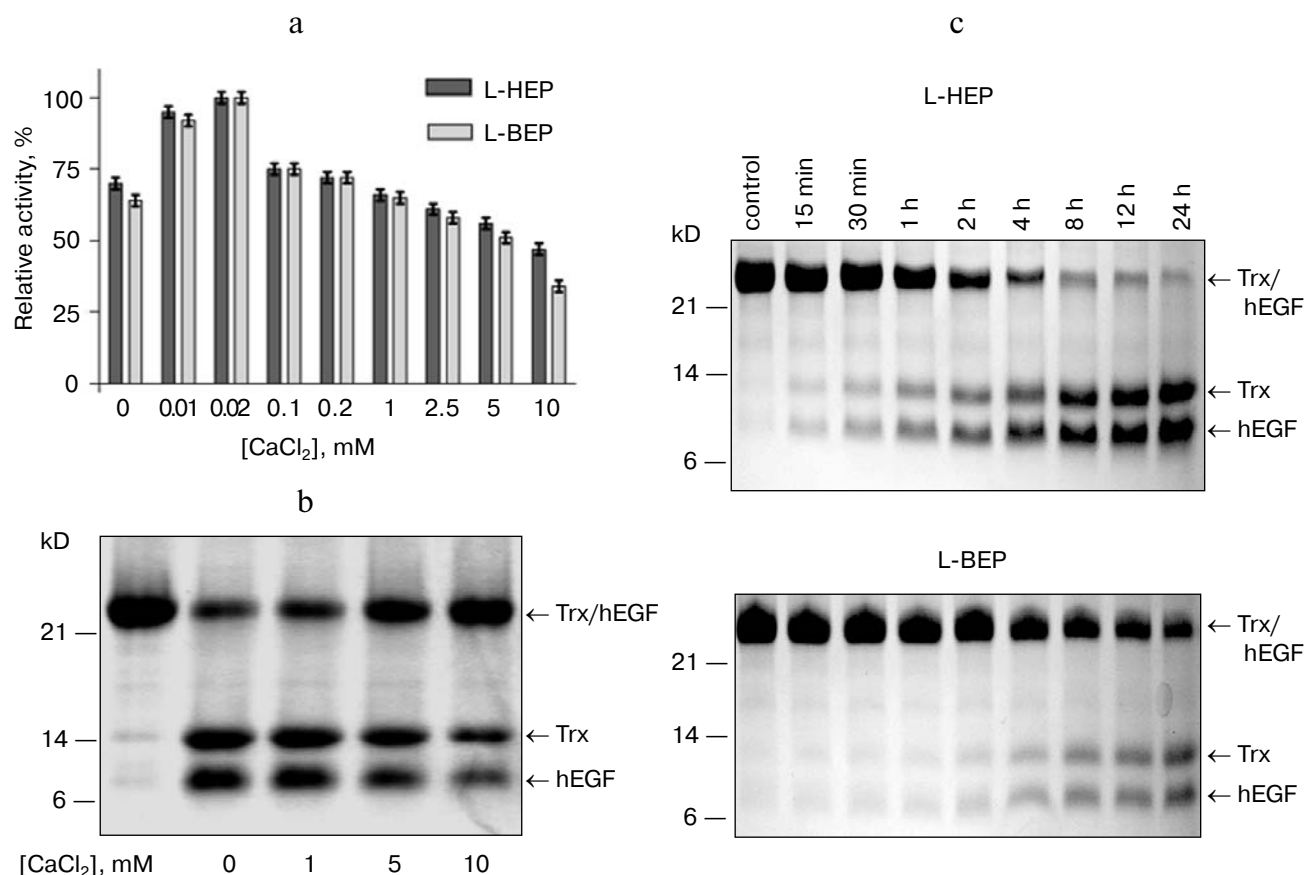 a
Relative activity, %
100
75
50
25
0
L-HEP
L-BEP
0 0.01 0.02 0.1 0.2 1 2.5 5 10
[CaCl₂], mM
b
kD
21 —
14 —
6 —
← Trx/hEGF
← Trx
← hEGF
[CaCl₂], mM 0 1 5 10
c
L-HEP
control 15 min 30 min 1 h 2 h 4 h 8 h 12 h 24 h
kD
21 —
14 —
6 —
← Trx/
hEGF
← Trx
← hEGF
L-BEP
21 —
14 —
6 —
← Trx/
hEGF
← Trx
← hEGF